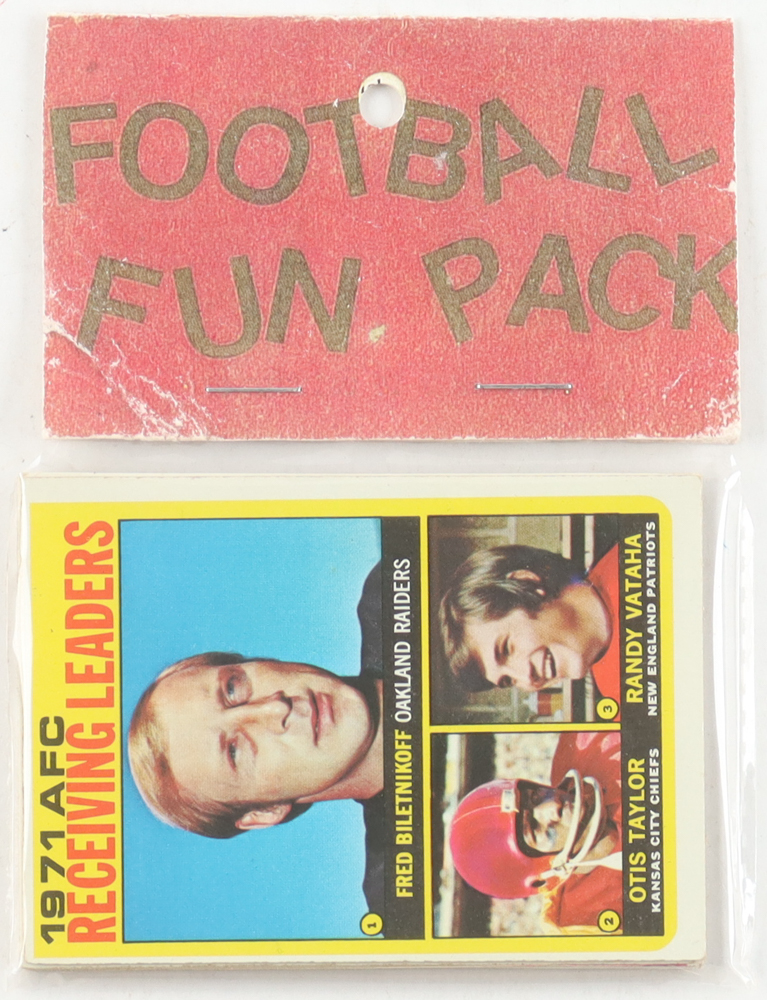 FOOTBALL
FUN PACK
1971 AFC
RECEIVING LEADERS
1
FRED BILETNIKOFF OAKLAND RAIDERS
2
OTIS TAYLOR
KANSAS CITY CHIEFS
3
RANDY VATAHA
NEW ENGLAND PATRIOTS